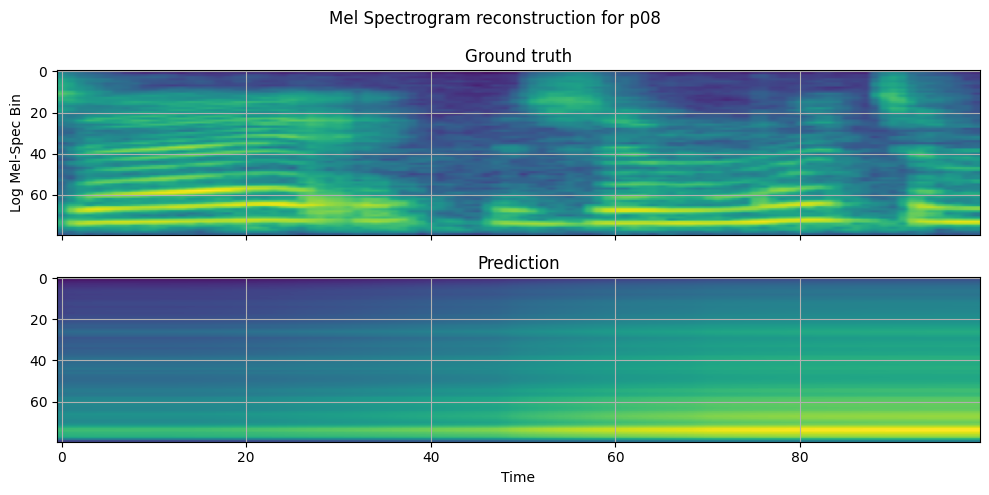 Mel Spectrogram reconstruction for p08
Ground truth
0
20
40
60
Log Mel-Spec Bin
Prediction
0
20
40
60
0 20 40 60 80
Time